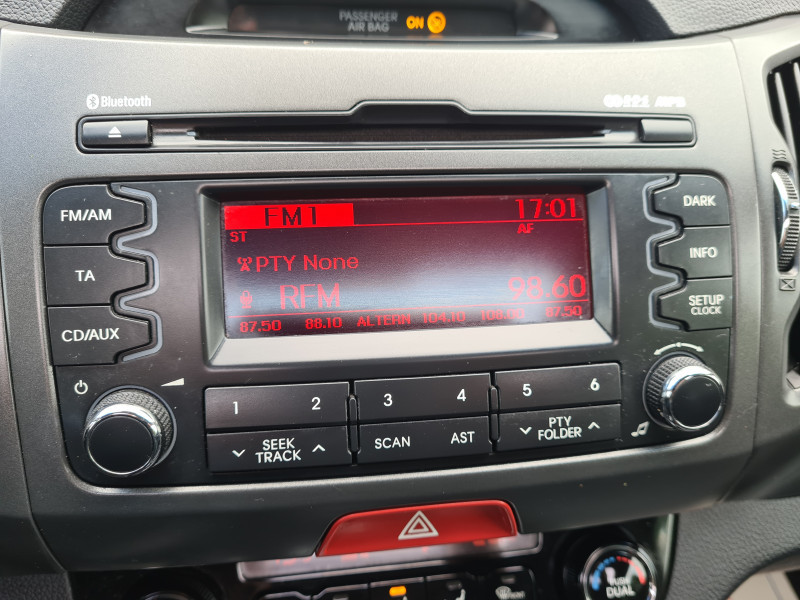 PASSENGER
AIR BAG ON
Bluetooth
FM/AM
TA
CD/AUX
FM1 17:01
ST AF
PTY None
RFM 98.60
87.50 88.10 ALTERN 104.10 100.00 87.50
DARK
INFO
SETUP
CLOCK
1 2 3 4 5 6
SEEK
TRACK
SCAN AST
PTY
FOLDER
PUSH
DUAL